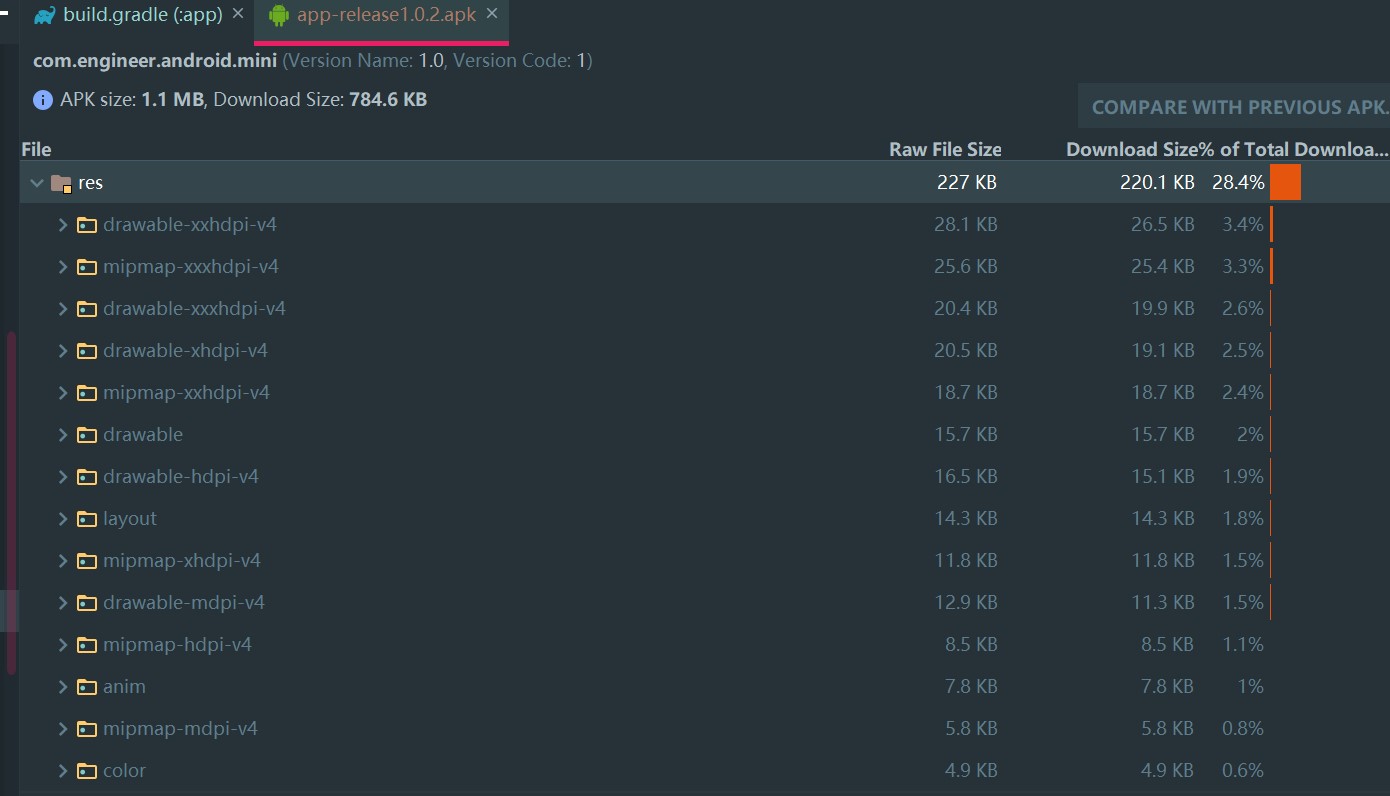 build.gradle (:app) app-release1.0.2.apk
com.engineer.android.mini (Version Name: 1.0, Version Code: 1)
APK size: 1.1 MB, Download Size: 784.6 KB
COMPARE WITH PREVIOUS APK.
File Raw File Size Download Size% of Total Downloa...
res 227 KB 220.1 KB 28.4%
drawable-xxhdpi-v4 28.1 KB 26.5 KB 3.4%
mipmap-xxxhdpi-v4 25.6 KB 25.4 KB 3.3%
drawable-xxxhdpi-v4 20.4 KB 19.9 KB 2.6%
drawable-xhdpi-v4 20.5 KB 19.1 KB 2.5%
mipmap-xxhdpi-v4 18.7 KB 18.7 KB 2.4%
drawable 15.7 KB 15.7 KB 2%
drawable-hdpi-v4 16.5 KB 15.1 KB 1.9%
layout 14.3 KB 14.3 KB 1.8%
mipmap-xhdpi-v4 11.8 KB 11.8 KB 1.5%
drawable-mdpi-v4 12.9 KB 11.3 KB 1.5%
mipmap-hdpi-v4 8.5 KB 8.5 KB 1.1%
anim 7.8 KB 7.8 KB 1%
mipmap-mdpi-v4 5.8 KB 5.8 KB 0.8%
color 4.9 KB 4.9 KB 0.6%